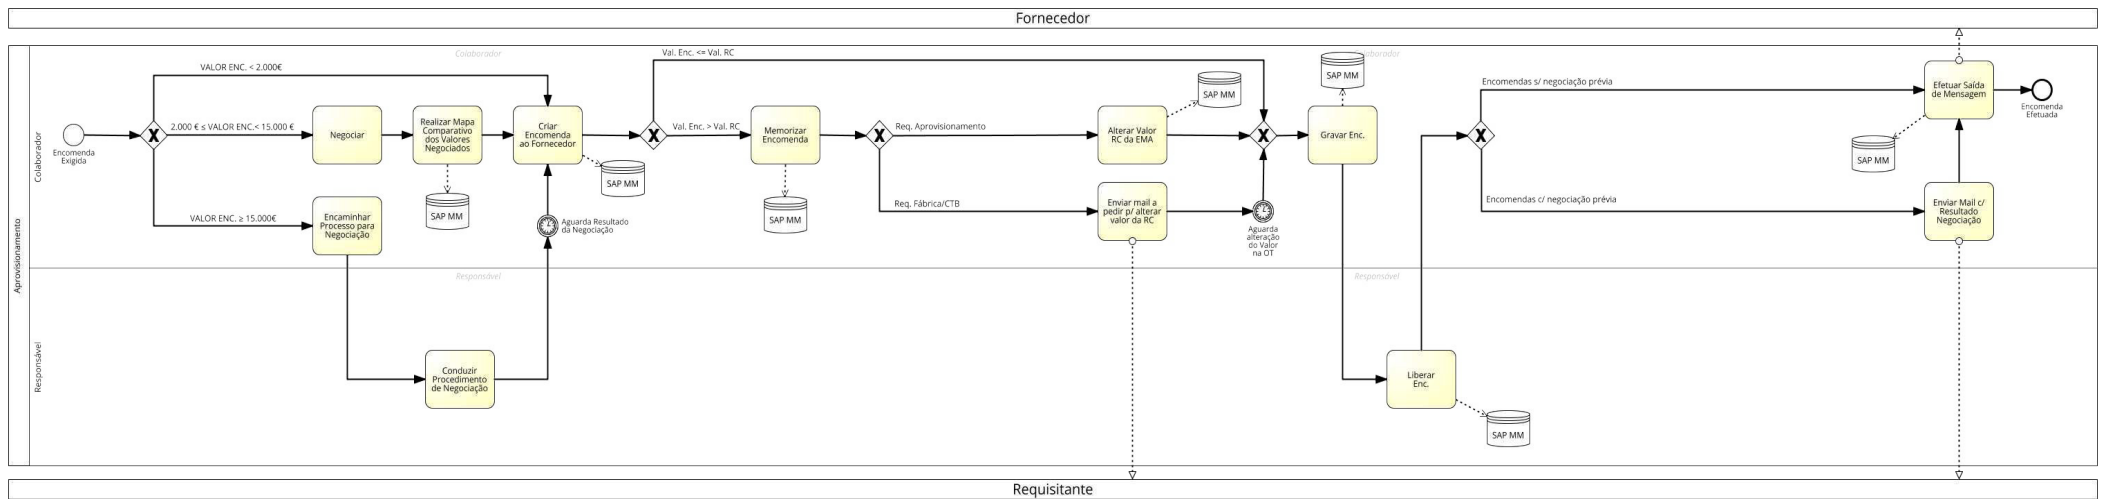 Fornecedor
Aprovisionamento
Colaborador
Responsável
Colaborador
Colaborador
Responsável
Responsável
Encomenda
Exigida
VALOR ENC. < 2.000€
2.000 € ≤ VALOR ENC.< 15.000 €
VALOR ENC. ≥ 15.000€
Negociar
Realizar Mapa
Comparativo
dos Valores
Negociados
SAP MM
Encaminhar
Processo para
Negociação
Conduzir
Procedimento
de Negociação
Aguarda Resultado
da Negociação
Criar
Encomenda
ao Fornecedor
SAP MM
Val. Enc. <= Val. RC
Val. Enc. > Val. RC
Memorizar
Encomenda
SAP MM
Req. Aprovisionamento
Req. Fábrica/CTB
Alterar Valor
RC da EMA
SAP MM
Enviar mail a
pedir p/ alterar
valor da RC
Aguarda
alteração
do Valor
na OT
SAP MM
Gravar Enc.
Liberar
Enc.
SAP MM
Encomendas s/ negociação prévia
Encomendas c/ negociação prévia
Efetuar Saída
de Mensagem
SAP MM
Enviar Mail c/
Resultado
Negociação
Encomenda
Efetuada
Requisitante